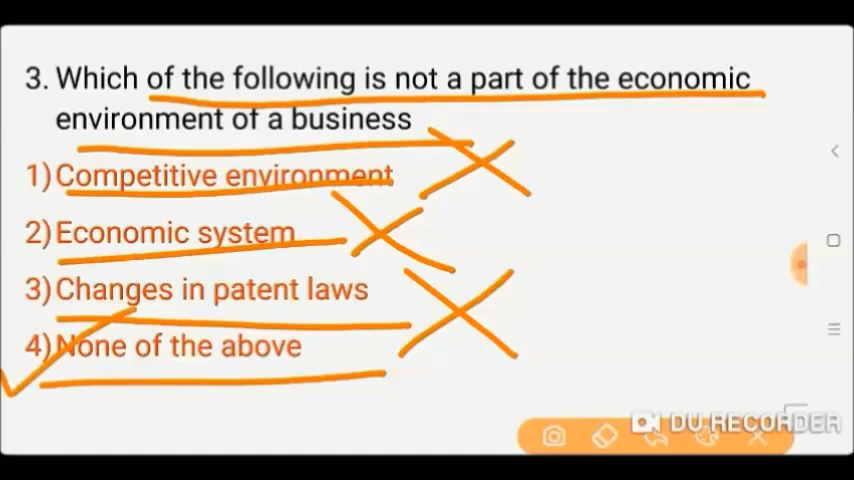 3. Which of the following is not a part of the economic
environment of a business
1) Competitive environment
2) Economic system
3) Changes in patent laws
4) None of the above
DU RECORDER